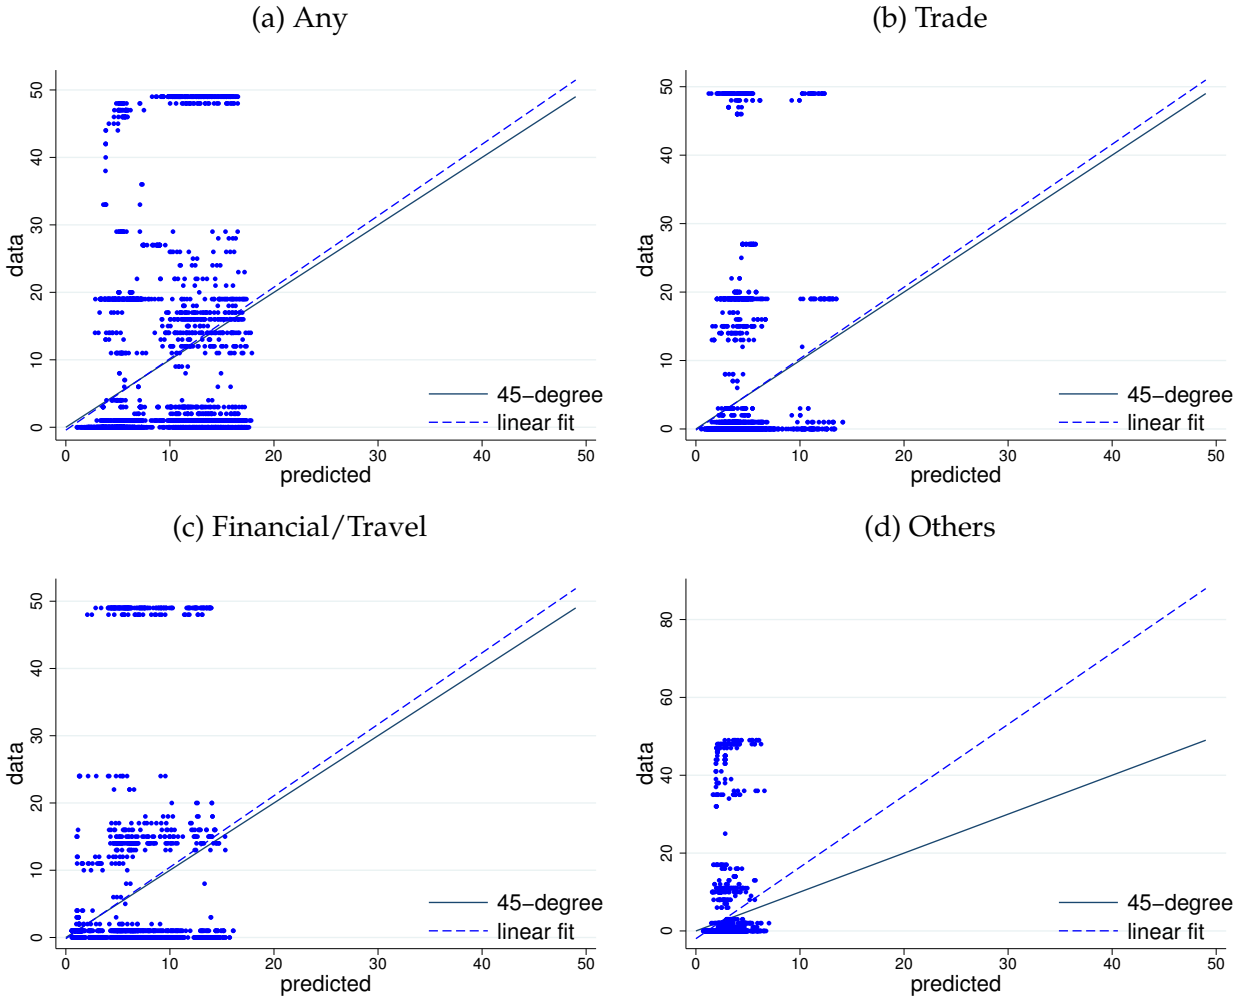 (a) Any
50
40
30
20
10
0
data
0 10 20 30 40 50
predicted
45-degree
linear fit
(b) Trade
50
40
30
20
10
0
data
0 10 20 30 40 50
predicted
45-degree
linear fit
(c) Financial/Travel
50
40
30
20
10
0
data
0 10 20 30 40 50
predicted
45-degree
linear fit
(d) Others
80
60
40
20
0
data
0 10 20 30 40 50
predicted
45-degree
linear fit